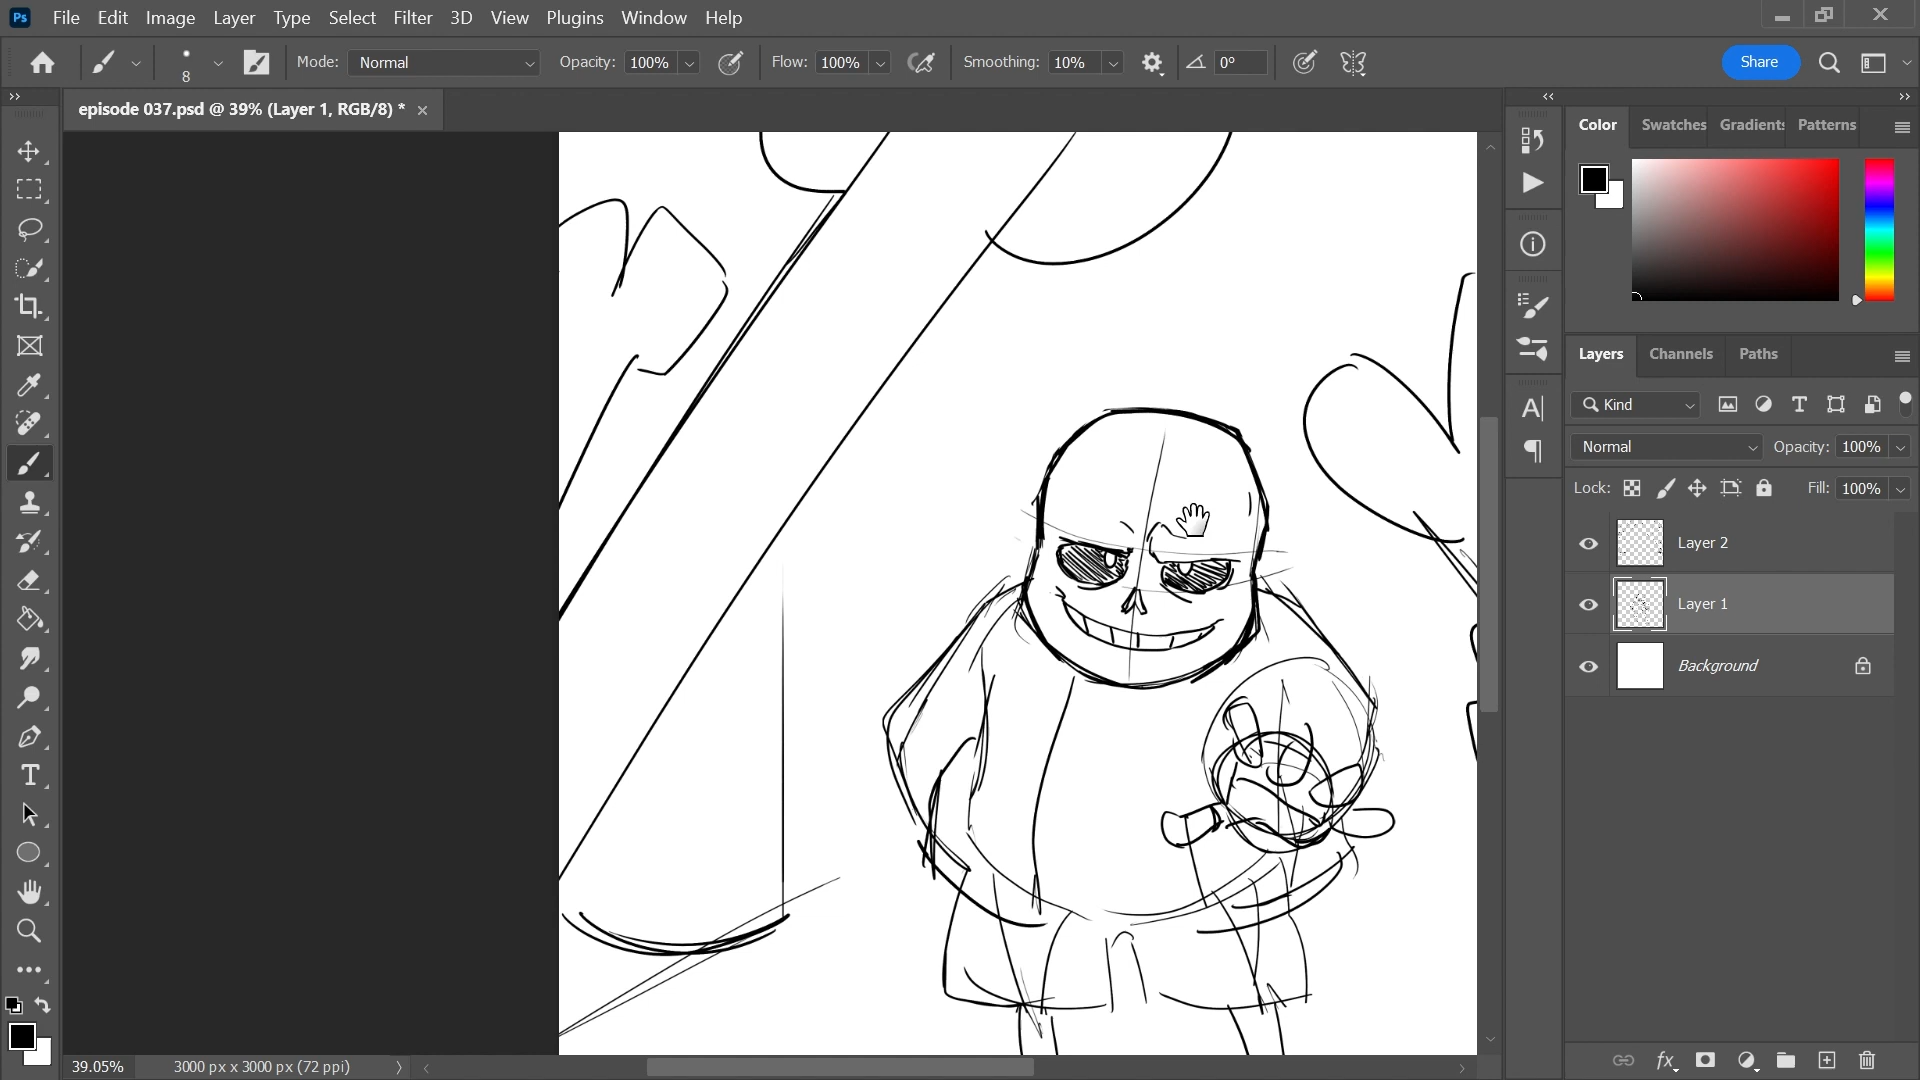 Ps File Edit Image Layer Type Select Filter 3D View Plugins Window Help
8 Mode: Normal Opacity: 100% Flow: 100% Smoothing: 10% 0° Share
episode 037.psd @ 39% (Layer 1, RGB/8) *
Color Swatches Gradients Patterns
Layers Channels Paths
Kind
Normal Opacity: 100%
Lock: Fill: 100%
Layer 2
Layer 1
Background
39.05% 3000 px x 3000 px (72 ppi)